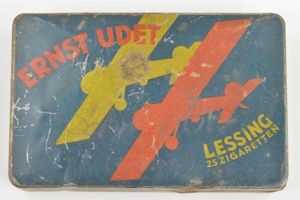 ERNST UDET
LESSING
25 ZIGARETTEN